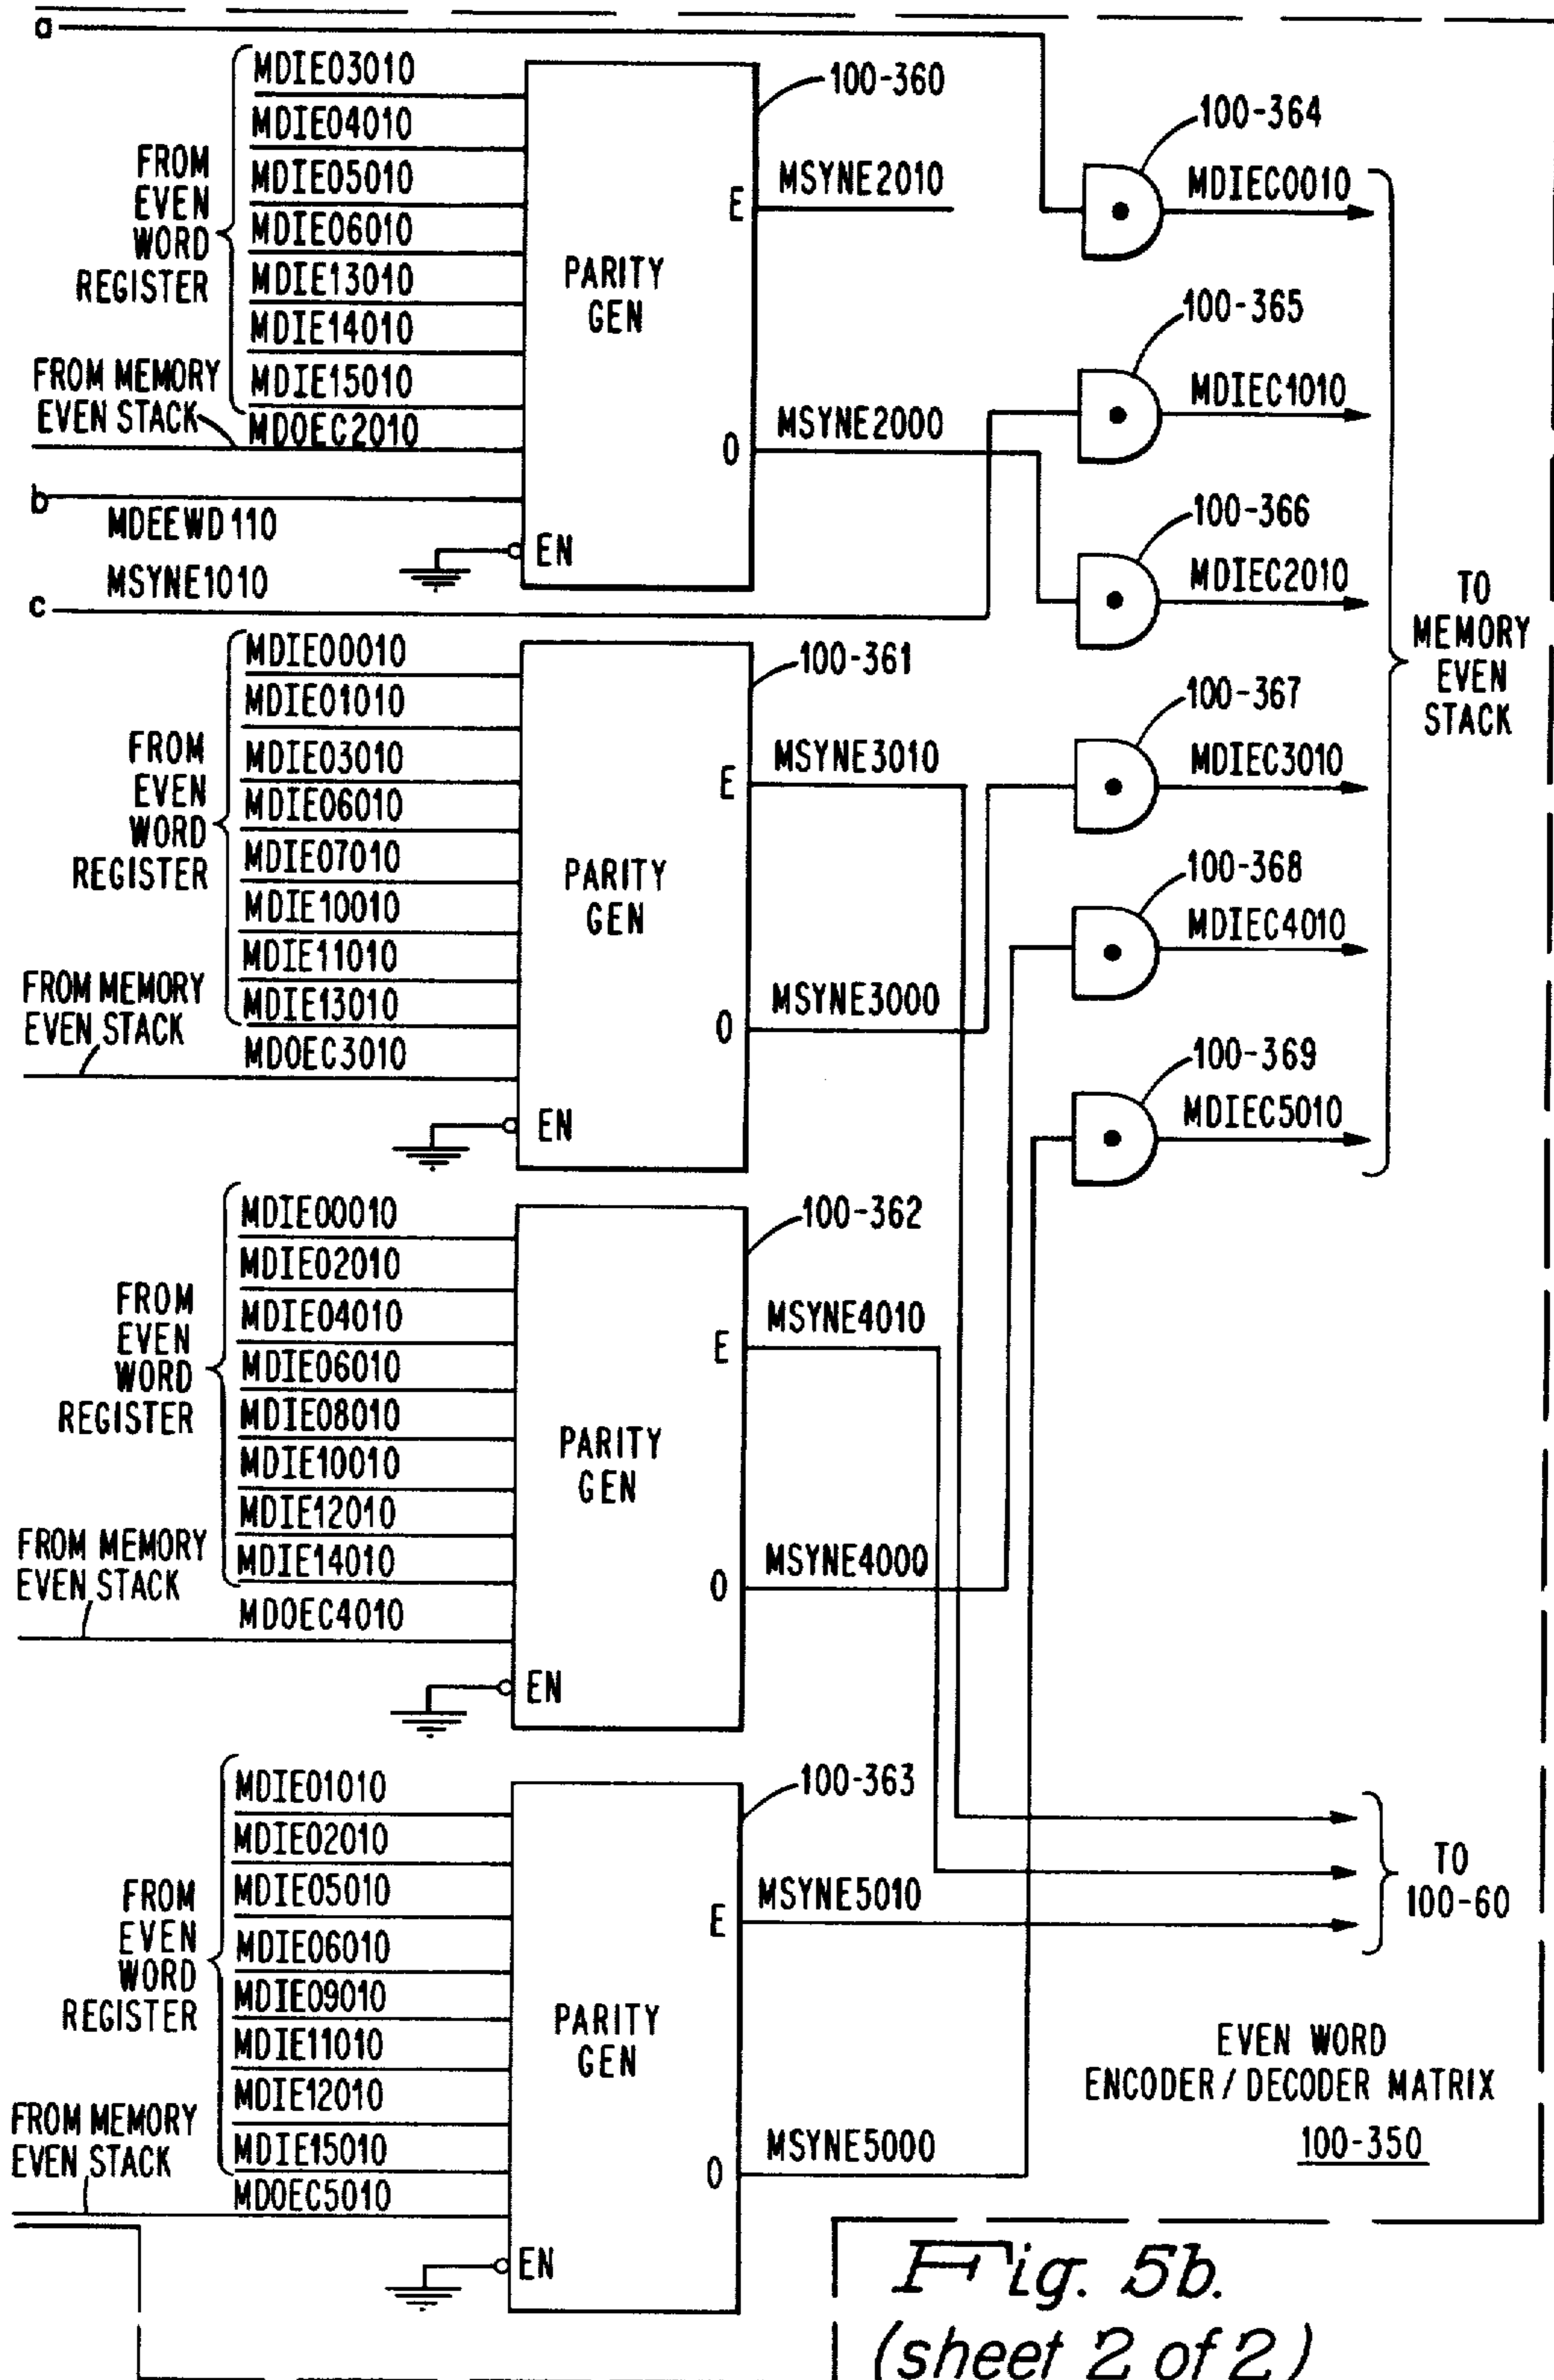 a
MDIE03010
MDIE04010
MDIE05010
MDIE06010
MDIE13010
MDIE14010
MDIE15010
MDOEC2010
FROM
EVEN
WORD
REGISTER
FROM MEMORY
EVEN STACK
b
MDEEWD110
MSYNE1010
c
PARITY
GEN
E
O
EN
100-360
MSYNE2010
MSYNE2000
100-364
MDIEC0010
100-365
MDIEC1010
100-366
MDIEC2010
100-367
MDIEC3010
100-368
MDIEC4010
100-369
MDIEC5010
TO
MEMORY
EVEN
STACK
MDIE00010
MDIE01010
MDIE03010
MDIE06010
MDIE07010
MDIE10010
MDIE11010
MDIE13010
MDOEC3010
FROM
EVEN
WORD
REGISTER
FROM MEMORY
EVEN STACK
PARITY
GEN
E
O
EN
100-361
MSYNE3010
MSYNE3000
MDIE00010
MDIE02010
MDIE04010
MDIE06010
MDIE08010
MDIE10010
MDIE12010
MDIE14010
MDOEC4010
FROM
EVEN
WORD
REGISTER
FROM MEMORY
EVEN STACK
PARITY
GEN
E
O
EN
100-362
MSYNE4010
MSYNE4000
MDIE01010
MDIE02010
MDIE05010
MDIE06010
MDIE09010
MDIE11010
MDIE12010
MDIE15010
MDOEC5010
FROM
EVEN
WORD
REGISTER
FROM MEMORY
EVEN STACK
PARITY
GEN
E
O
EN
100-363
MSYNE5010
MSYNE5000
TO
100-60
EVEN WORD
ENCODER / DECODER MATRIX
100-350
Fig. 5b.
(sheet 2 of 2)